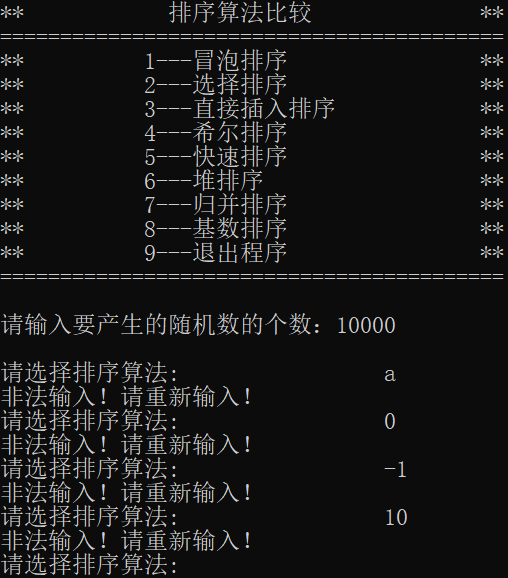 ** 排序算法比较 **
==========================================
** 1---冒泡排序 **
** 2---选择排序 **
** 3---直接插入排序 **
** 4---希尔排序 **
** 5---快速排序 **
** 6---堆排序 **
** 7---归并排序 **
** 8---基数排序 **
** 9---退出程序 **
==========================================
请输入要产生的随机数的个数：10000
请选择排序算法: a
非法输入！请重新输入！
请选择排序算法: 0
非法输入！请重新输入！
请选择排序算法: -1
非法输入！请重新输入！
请选择排序算法: 10
非法输入！请重新输入！
请选择排序算法: